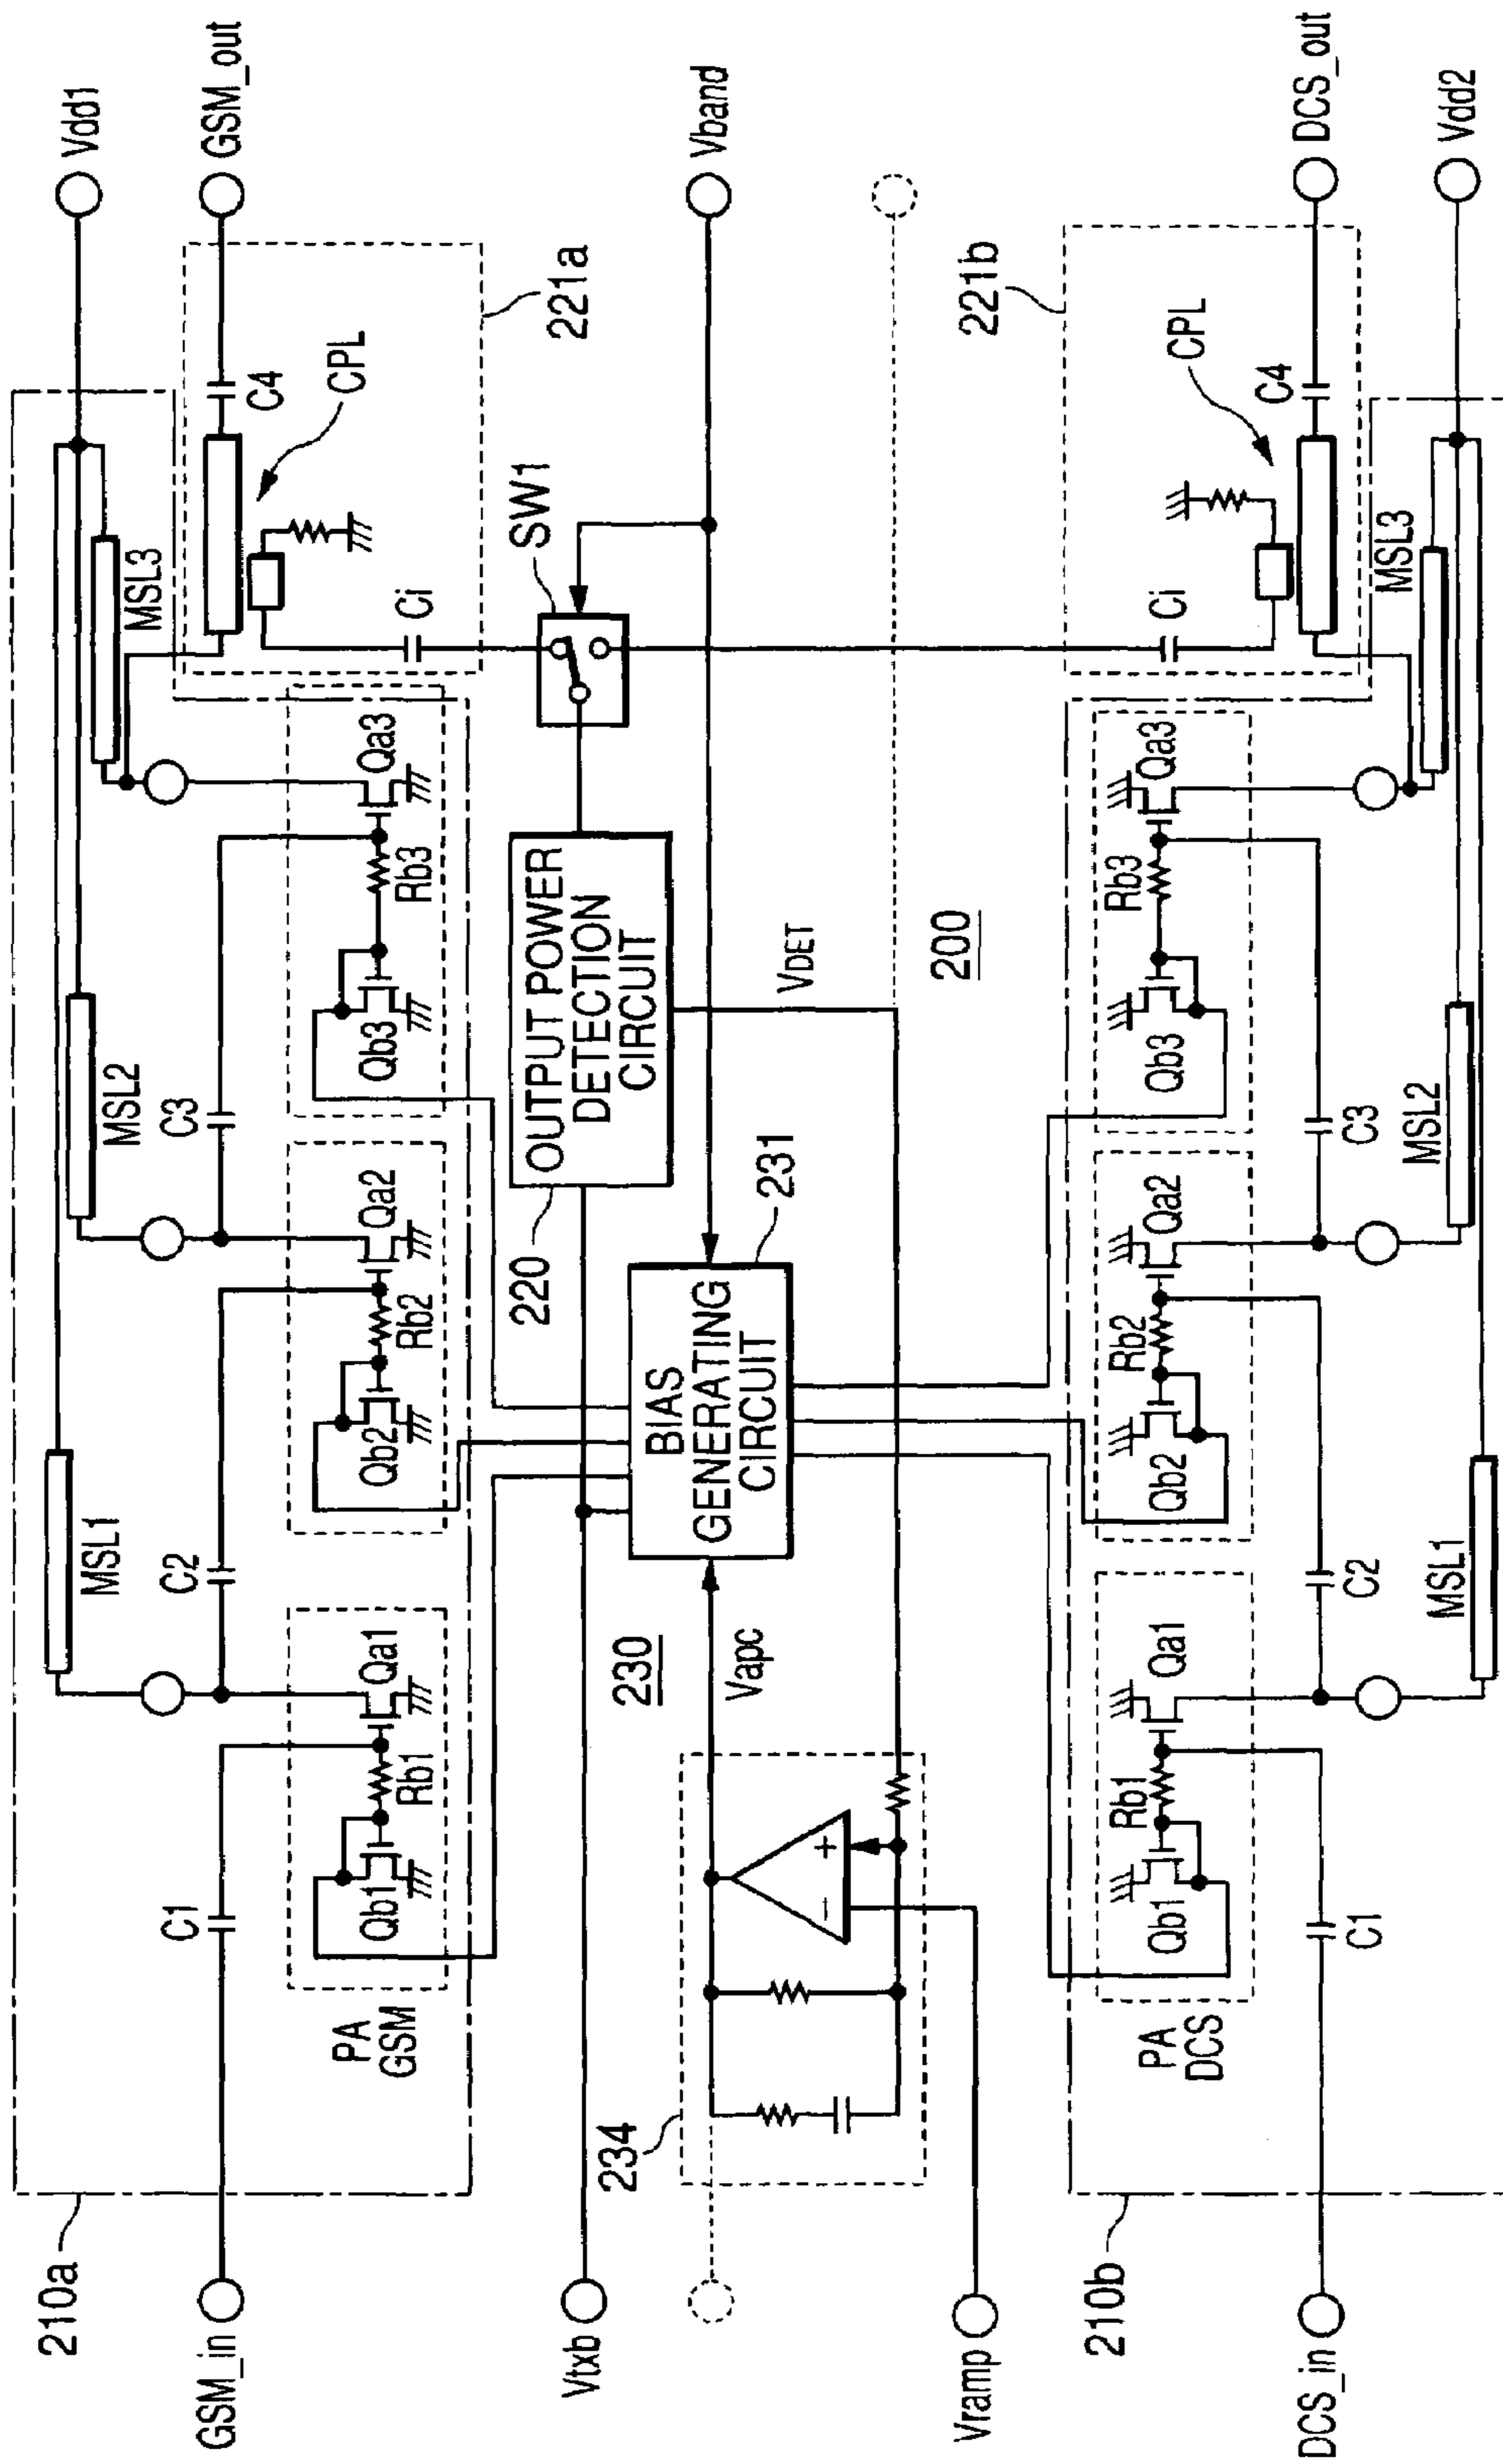 210a
GSM_in
PA
GSM
C1
Qb1
Rb1
Qa1
MSL1
C2
Qb2
Rb2
Qa2
MSL2
C3
Qb3
Rb3
Qa3
MSL3
Vdd1
GSM_out
C4
CPL
221a
Ci
SW1
Vband
Vtxb
220
OUTPUT POWER
DETECTION
CIRCUIT
VDET
200
231
BIAS
GENERATING
CIRCUIT
230
Vapc
+
−
234
Vramp
210b
DCS_in
PA
DCS
C1
Qb1
Rb1
Qa1
MSL1
C2
Qb2
Rb2
Qa2
MSL2
C3
Qb3
Rb3
Qa3
MSL3
Ci
221b
CPL
C4
DCS_out
Vdd2